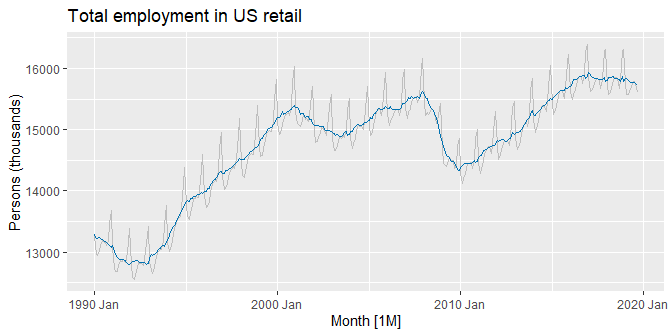 Total employment in US retail
Persons (thousands)
16000
15000
14000
13000
1990 Jan
2000 Jan
2010 Jan
2020 Jan
Month [1M]